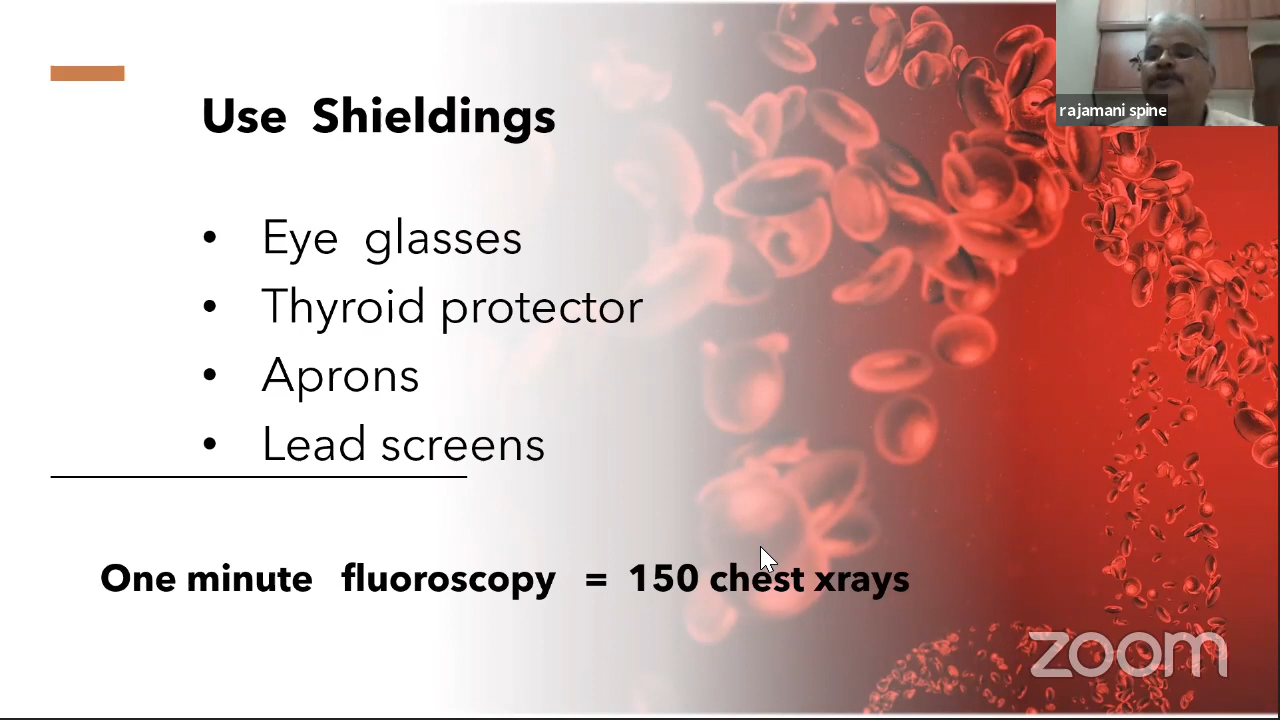 Use Shieldings
rajamani spine
• Eye glasses
• Thyroid protector
• Aprons
• Lead screens
One minute fluoroscopy = 150 chest xrays
zoom